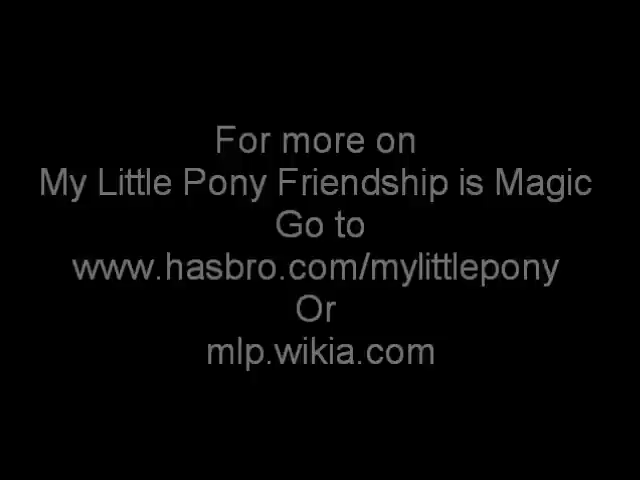 For more on
My Little Pony Friendship is Magic
Go to
www.hasbro.com/mylittlepony
Or
mlp.wikia.com